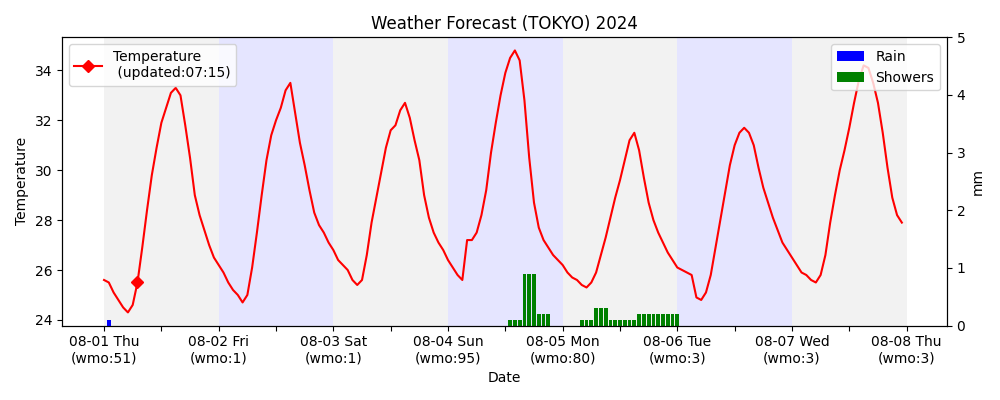 Weather Forecast (TOKYO) 2024
Temperature
(updated:07:15)
Rain
Showers
Temperature
34
32
30
28
26
24
5
4
3
2
1
0
mm
08-01 Thu 08-02 Fri 08-03 Sat 08-04 Sun 08-05 Mon 08-06 Tue 08-07 Wed 08-08 Thu
(wmo:51) (wmo:1) (wmo:1) (wmo:95) (wmo:80) (wmo:3) (wmo:3) (wmo:3)
Date